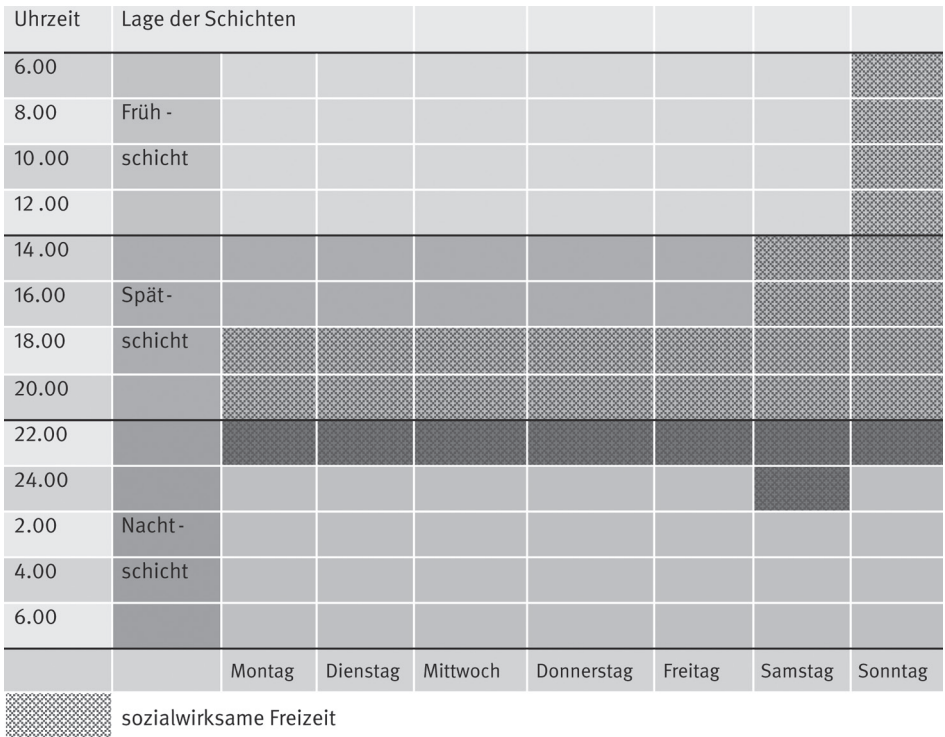 Uhrzeit Lage der Schichten
6.00
8.00 Früh -
10.00 schicht
12.00
14.00
16.00 Spät-
18.00 schicht
20.00
22.00
24.00
2.00 Nacht-
4.00 schicht
6.00
Montag Dienstag Mittwoch Donnerstag Freitag Samstag Sonntag
sozialwirksame Freizeit